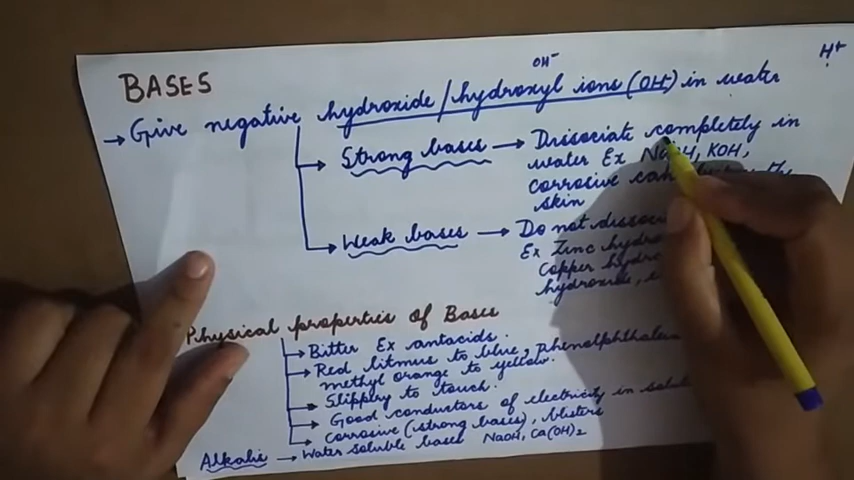 OH⁻
H⁺
BASES
→ Give negative hydroxide/hydroxyl ions (OH⁻) in water
Strong bases → Dissociate completely in
water Ex NaOH, KOH,
corrosive can
skin
Weak bases → Do not
Ex Zinc
Copper
hydroxide,
Physical properties of Bases
→ Bitter Ex antacids.
→ Red litmus to blue,
methyl orange to yellow.
→ Slippery to touch.
→ Good conductors of electricity in
→ Corrosive (strong bases), blisters
Alkalis → Water soluble bases NaOH, Ca(OH)₂